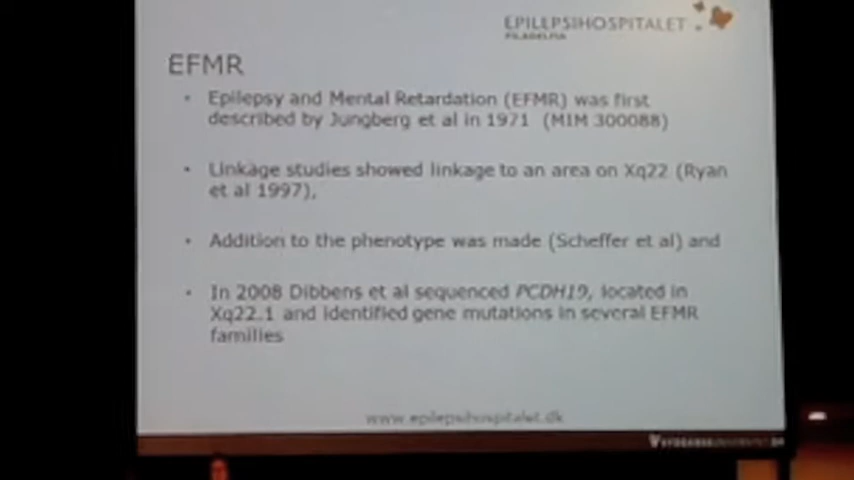 EPILEPSIHOSPITALET
FILADELFIA
EFMR
• Epilepsy and Mental Retardation (EFMR) was first
described by Jungberg et al in 1971 (MIM 300088)
• Linkage studies showed linkage to an area on Xq22 (Ryan
et al 1997),
• Addition to the phenotype was made (Scheffer et al) and
• In 2008 Dibbens et al sequenced PCDH19, located in
Xq22.1 and identified gene mutations in several EFMR
families
www.epilepsihospitalet.dk